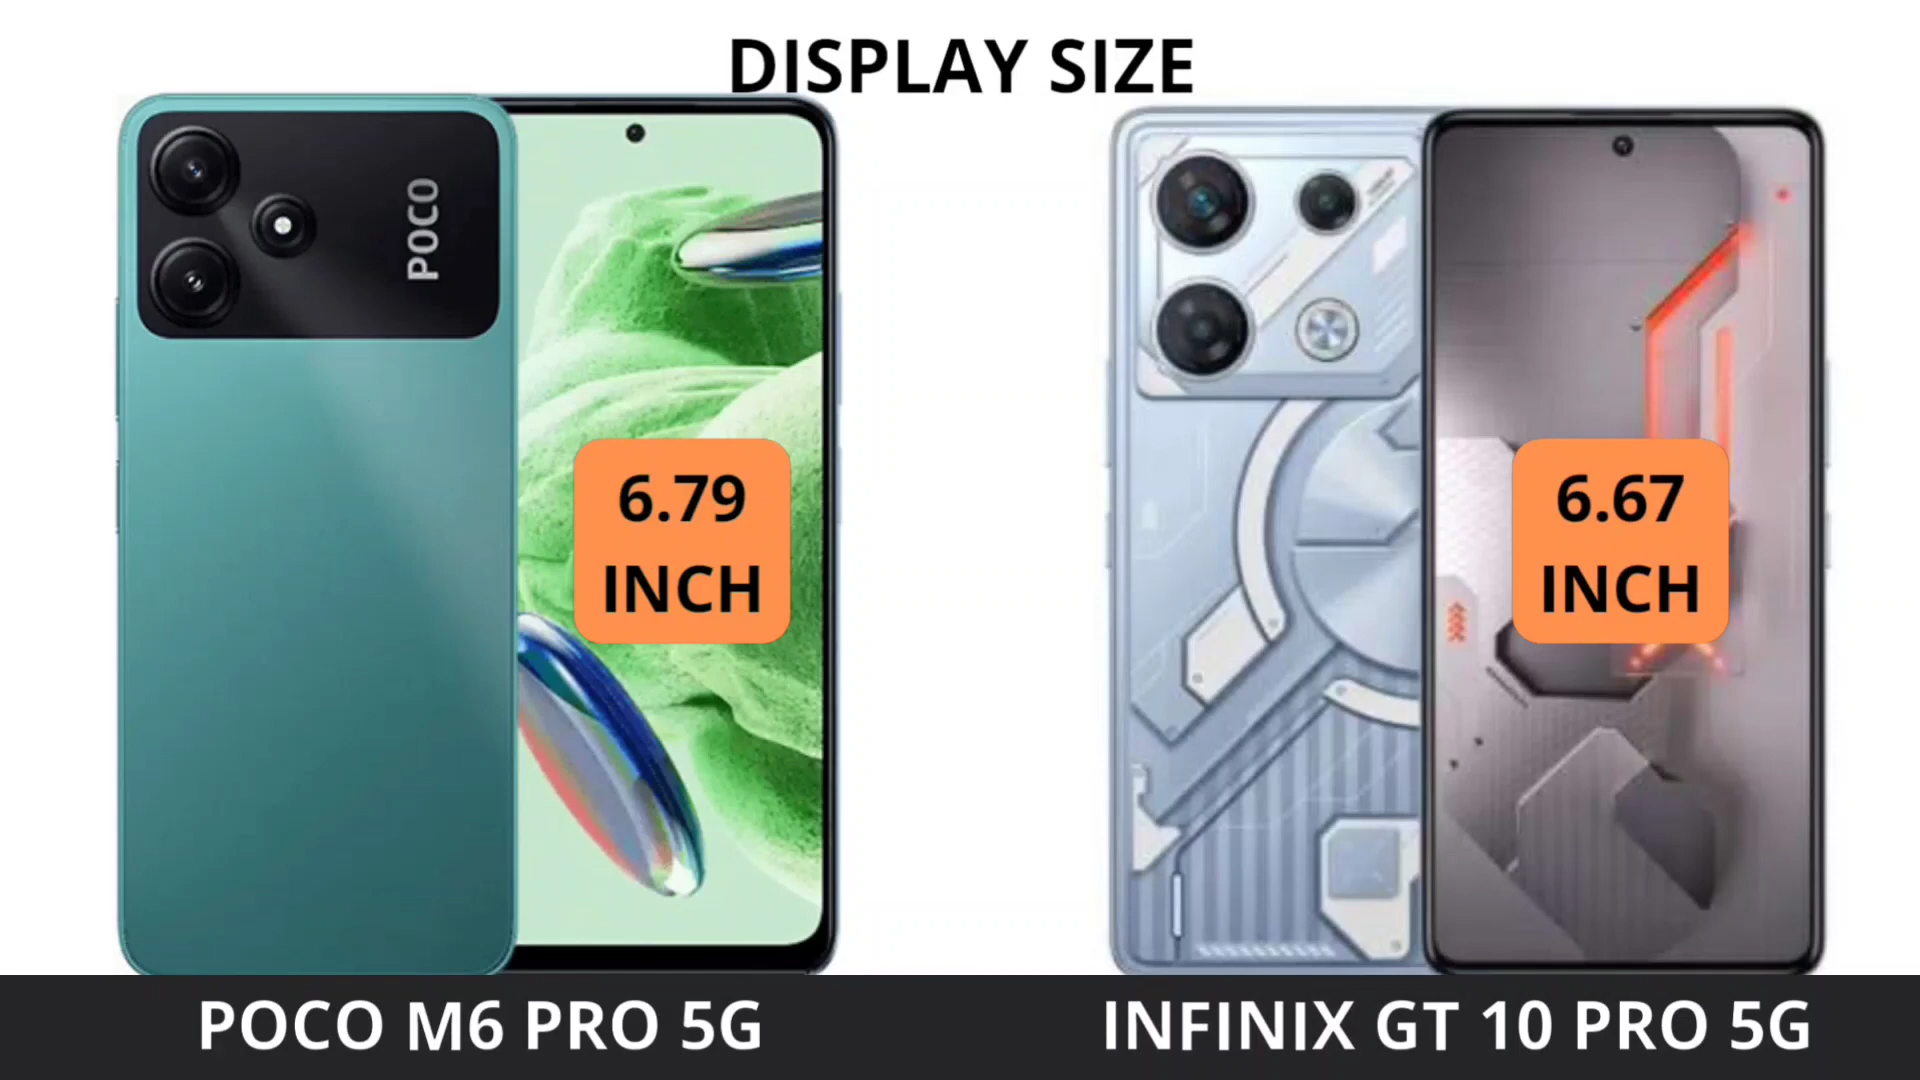 DISPLAY SIZE
POCO
6.79
INCH
6.67
INCH
POCO M6 PRO 5G
INFINIX GT 10 PRO 5G